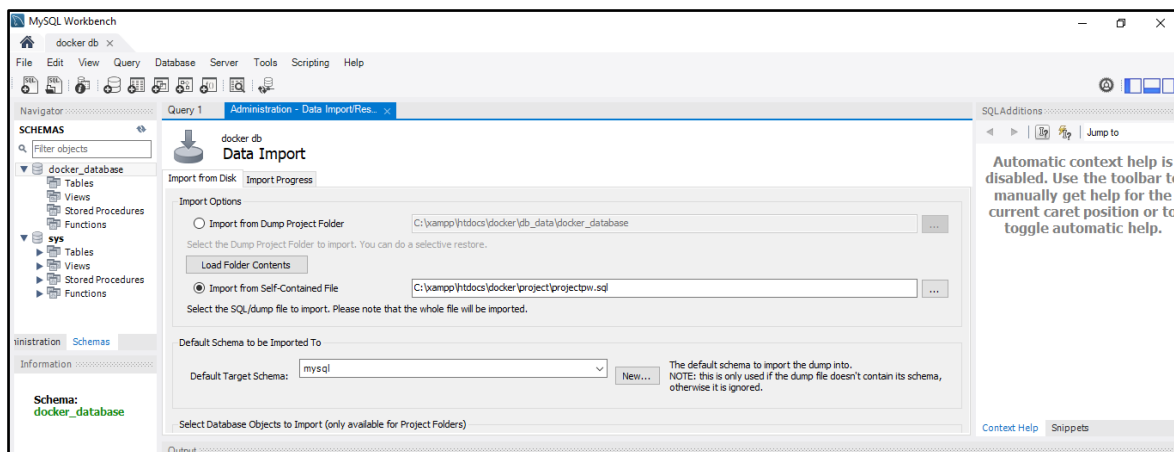 MySQL Workbench
docker db
File Edit View Query Database Server Tools Scripting Help
Navigator
SCHEMAS
Filter objects
docker_database
Tables
Views
Stored Procedures
Functions
sys
Tables
Views
Stored Procedures
Functions
ministration Schemas
Information
Schema:
docker_database
Query 1 Administration - Data Import/Res...
docker db
Data Import
Import from Disk Import Progress
Import Options
Import from Dump Project Folder C:\xampp\htdocs\docker\db_data\docker_database ...
Select the Dump Project Folder to import. You can do a selective restore.
Load Folder Contents
Import from Self-Contained File C:\xampp\htdocs\docker\project\projectpw.sql ...
Select the SQL/dump file to import. Please note that the whole file will be imported.
Default Schema to be Imported To
Default Target Schema: mysql New...
The default schema to import the dump into.
NOTE: this is only used if the dump file doesn't contain its schema,
otherwise it is ignored.
Select Database Objects to Import (only available for Project Folders)
Output
SQLAdditions
Jump to
Automatic context help is
disabled. Use the toolbar to
manually get help for the
current caret position or to
toggle automatic help.
Context Help Snippets